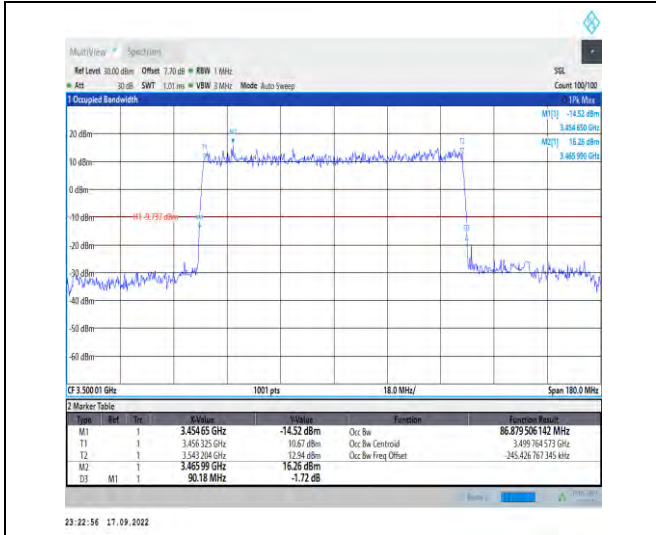 MultiView Spectrum
Ref Level 30.00 dBm Offset 7.70 dB RBW 1 MHz SGL
Att 30 dB SWT 1.01 ms VBW 3 MHz Mode Auto Sweep Count 100/100
1 Occupied Bandwidth 1Pk Max
M1[1] -14.52 dBm
3.454 650 GHz
20 dBm
M2[1] 16.26 dBm
3.465 990 GHz
M2
T1
T2
10 dBm
0 dBm
-10 dBm H1 -9.737 dBm
M1
D3
-20 dBm
-30 dBm
-40 dBm
-50 dBm
-60 dBm
CF 3.500 01 GHz 1001 pts 18.0 MHz/ Span 180.0 MHz
2 Marker Table
Type Ref Trc X-Value Y-Value Function Function Result
M1 1 3.454 65 GHz -14.52 dBm Occ Bw 86.879 506 142 MHz
T1 1 3.456 325 GHz 10.67 dBm Occ Bw Centroid 3.499 764 573 GHz
T2 1 3.543 204 GHz 12.94 dBm Occ Bw Freq Offset -245.426 767 345 kHz
M2 1 3.465 99 GHz 16.26 dBm
D3 M1 1 90.18 MHz -1.72 dB
23:22:56 17.09.2022